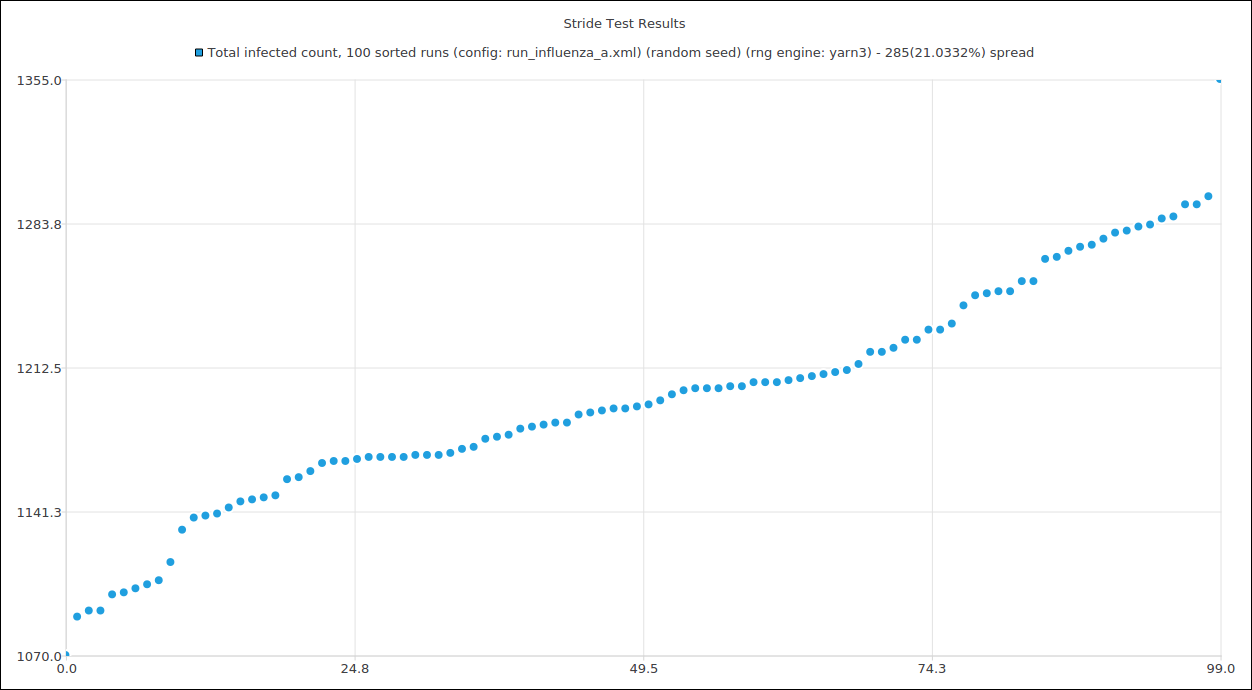 Stride Test Results
Total infected count, 100 sorted runs (config: run_influenza_a.xml) (random seed) (rng engine: yarn3) - 285(21.0332%) spread
1355.0
1283.8
1212.5
1141.3
1070.0
0.0 24.8 49.5 74.3 99.0